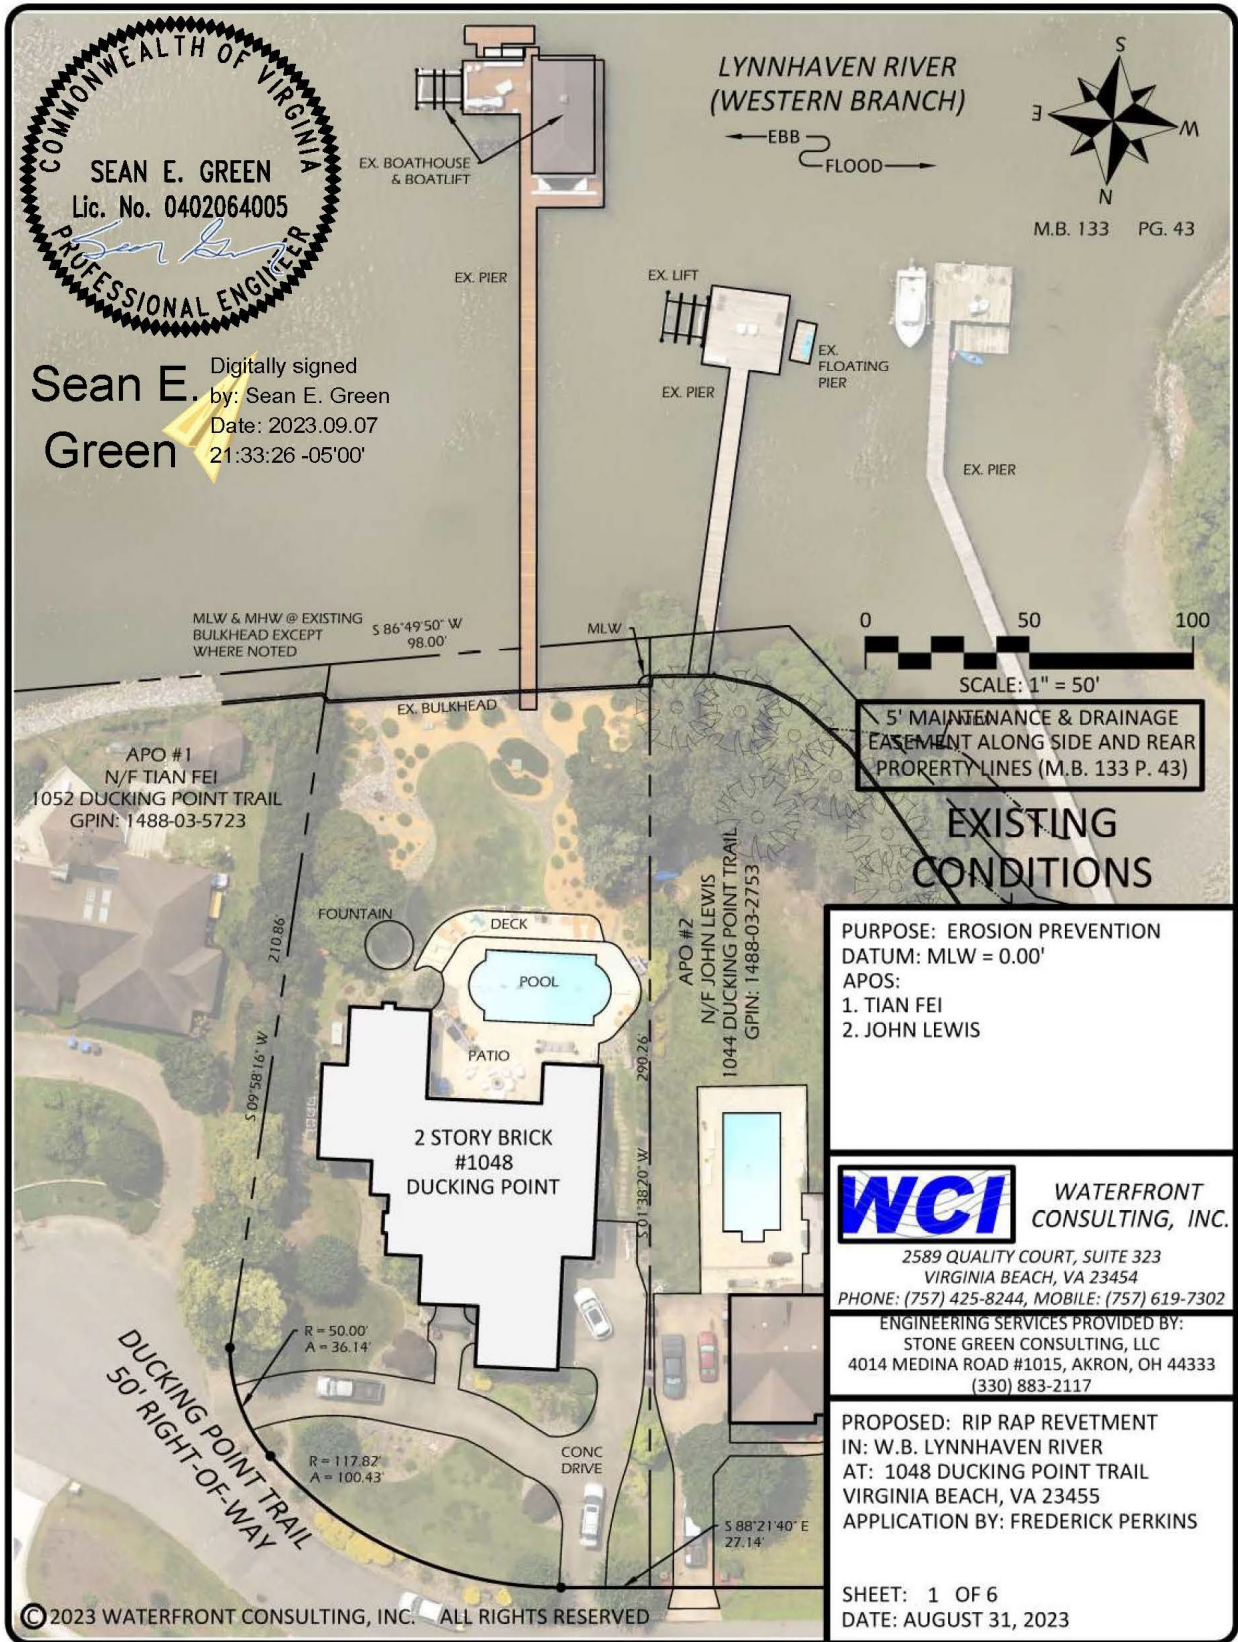 COMMONWEALTH OF VIRGINIA
SEAN E. GREEN
Lic. No. 0402064005
PROFESSIONAL ENGINEER
Sean E.
Green
Digitally signed
by: Sean E. Green
Date: 2023.09.07
21:33:26 -05'00'
LYNNHAVEN RIVER
(WESTERN BRANCH)
EBB
FLOOD
S
E
W
N
M.B. 133 PG. 43
EX. BOATHOUSE
& BOATLIFT
EX. PIER
EX. LIFT
EX.
FLOATING
PIER
EX. PIER
EX. PIER
MLW & MHW @ EXISTING
BULKHEAD EXCEPT
WHERE NOTED
S 86°49'50" W
98.00'
MLW
EX. BULKHEAD
0 50 100
SCALE: 1" = 50'
5' MAINTENANCE & DRAINAGE
EASEMENT ALONG SIDE AND REAR
PROPERTY LINES (M.B. 133 P. 43)
EXISTING
CONDITIONS
APO #1
N/F TIAN FEI
1052 DUCKING POINT TRAIL
GPIN: 1488-03-5723
APO #2
N/F JOHN LEWIS
1044 DUCKING POINT TRAIL
GPIN: 1488-03-2753
FOUNTAIN
DECK
POOL
PATIO
210.86
S 09°58'16" W
290.26'
S 01°38'20" W
2 STORY BRICK
#1048
DUCKING POINT
R = 50.00'
A = 36.14'
R = 117.82'
A = 100.43'
DUCKING POINT TRAIL
50' RIGHT-OF-WAY
CONC
DRIVE
S 88°21'40" E
27.14'
PURPOSE: EROSION PREVENTION
DATUM: MLW = 0.00'
APOS:
1. TIAN FEI
2. JOHN LEWIS
WCI
WATERFRONT
CONSULTING, INC.
2589 QUALITY COURT, SUITE 323
VIRGINIA BEACH, VA 23454
PHONE: (757) 425-8244, MOBILE: (757) 619-7302
ENGINEERING SERVICES PROVIDED BY:
STONE GREEN CONSULTING, LLC
4014 MEDINA ROAD #1015, AKRON, OH 44333
(330) 883-2117
PROPOSED: RIP RAP REVETMENT
IN: W.B. LYNNHAVEN RIVER
AT: 1048 DUCKING POINT TRAIL
VIRGINIA BEACH, VA 23455
APPLICATION BY: FREDERICK PERKINS
SHEET: 1 OF 6
DATE: AUGUST 31, 2023
©2023 WATERFRONT CONSULTING, INC. ALL RIGHTS RESERVED